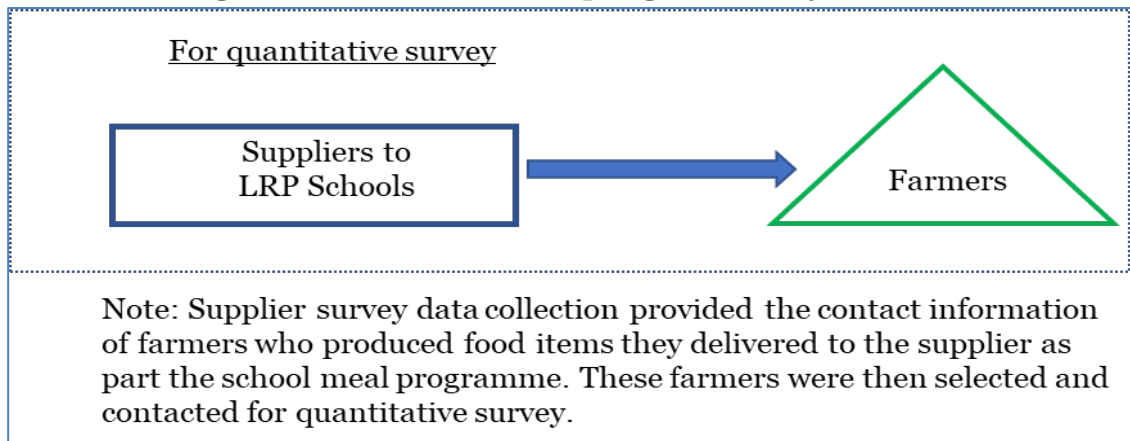 For quantitative survey
Suppliers to
LRP Schools
Farmers
Note: Supplier survey data collection provided the contact information
of farmers who produced food items they delivered to the supplier as
part the school meal programme. These farmers were then selected and
contacted for quantitative survey.